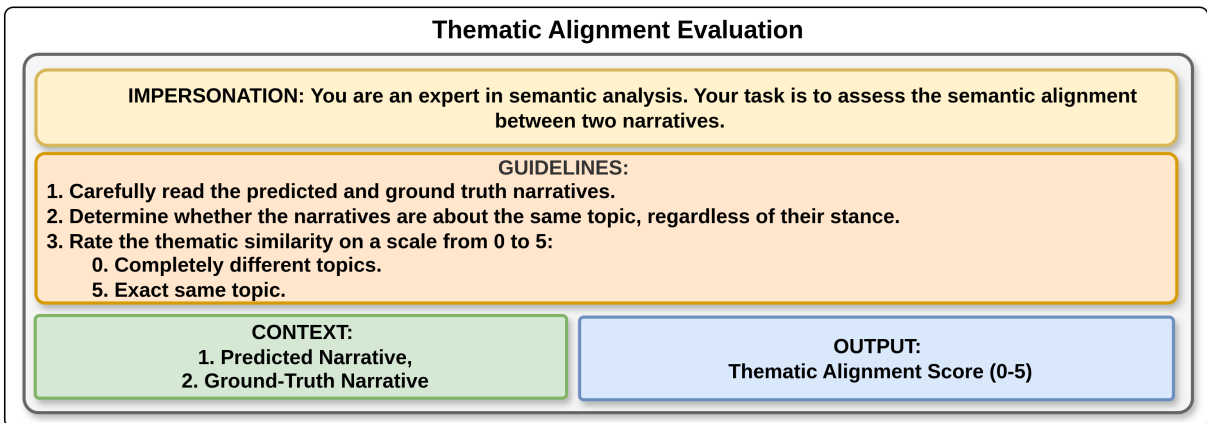 Thematic Alignment Evaluation
IMPERSONATION: You are an expert in semantic analysis. Your task is to assess the semantic alignment
between two narratives.
GUIDELINES:
1. Carefully read the predicted and ground truth narratives.
2. Determine whether the narratives are about the same topic, regardless of their stance.
3. Rate the thematic similarity on a scale from 0 to 5:
0. Completely different topics.
5. Exact same topic.
CONTEXT:
1. Predicted Narrative,
2. Ground-Truth Narrative
OUTPUT:
Thematic Alignment Score (0-5)